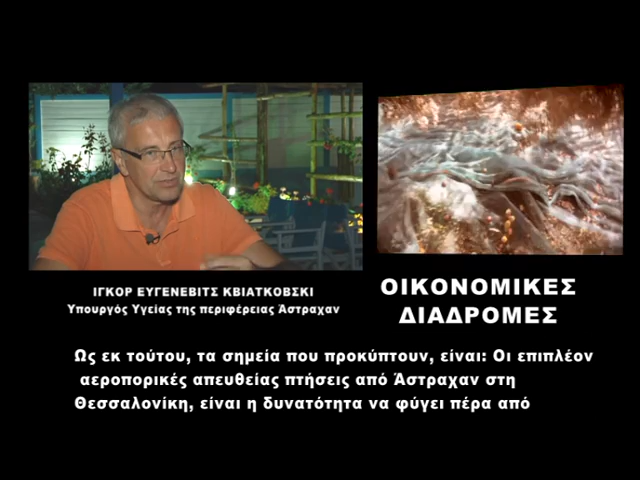 ΙΓΚΟΡ ΕΥΓΕΝΕΒΙΤΣ ΚΒΙΑΤΚΟΒΣΚΙ
Υπουργός Υγείας της περιφέρειας Άστραχαν
ΟΙΚΟΝΟΜΙΚΕΣ
ΔΙΑΔΡΟΜΕΣ
Ως εκ τούτου, τα σημεία που προκύπτουν, είναι: Οι επιπλέον
αεροπορικές απευθείας πτήσεις από Άστραχαν στη
Θεσσαλονίκη, είναι η δυνατότητα να φύγει πέρα από